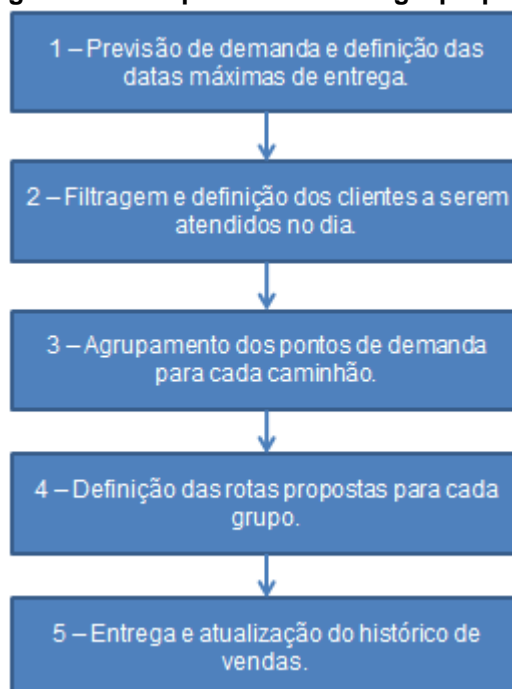 1 – Previsão de demanda e definição das
datas máximas de entrega.
2 – Filtragem e definição dos clientes a serem
atendidos no dia.
3 – Agrupamento dos pontos de demanda
para cada caminhão.
4 – Definição das rotas propostas para cada
grupo.
5 – Entrega e atualização do histórico de
vendas.